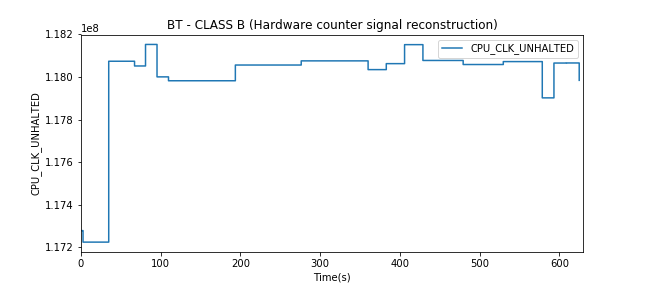 BT - CLASS B (Hardware counter signal reconstruction)
1e8
CPU_CLK_UNHALTED
1.182
1.180
1.178
1.176
1.174
1.172
CPU_CLK_UNHALTED
0 100 200 300 400 500 600
Time(s)